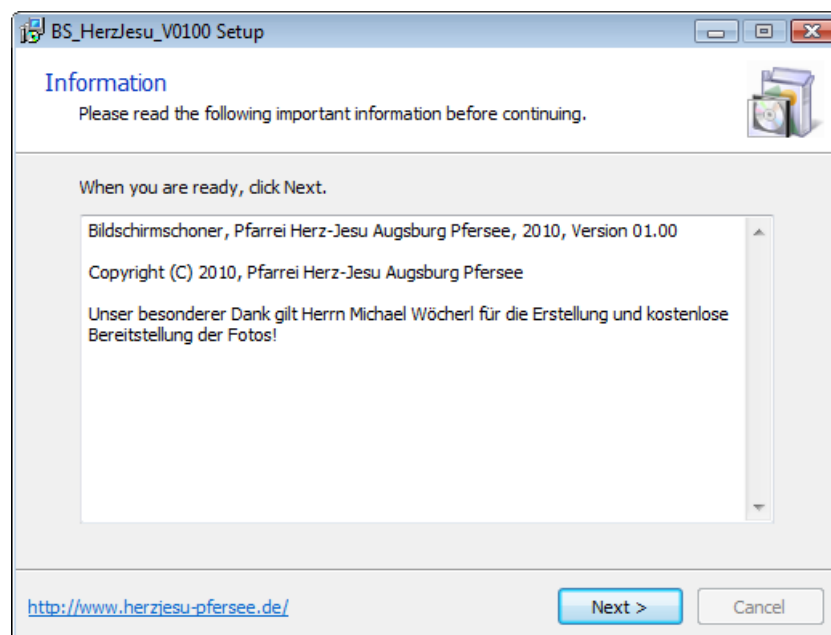 BS_HerzJesu_V0100 Setup
Information
Please read the following important information before continuing.
When you are ready, click Next.
Bildschirmschoner, Pfarrei Herz-Jesu Augsburg Pfersee, 2010, Version 01.00
Copyright (C) 2010, Pfarrei Herz-Jesu Augsburg Pfersee
Unser besonderer Dank gilt Herrn Michael Wöcherl für die Erstellung und kostenlose
Bereitstellung der Fotos!
http://www.herzjesu-pfersee.de/
Next >
Cancel